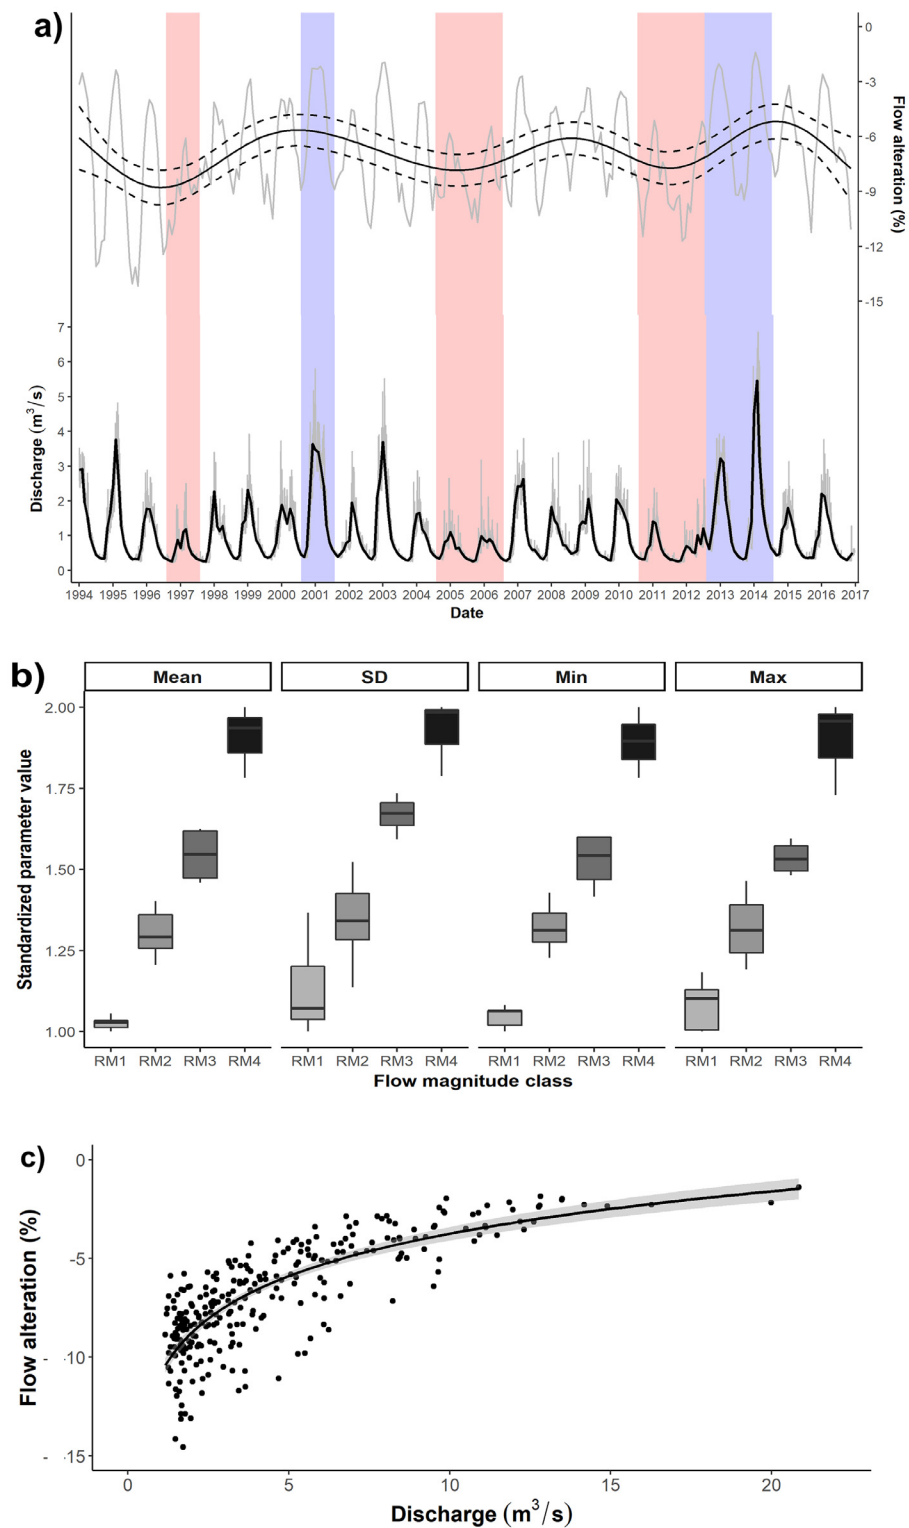 a)
0
-3
-6
-9
-12
-15
Flow alteration (%)
7
6
5
4
3
2
1
0
Discharge (m³/s)
1994 1995 1996 1997 1998 1999 2000 2001 2002 2003 2004 2005 2006 2007 2008 2009 2010 2011 2012 2013 2014 2015 2016 2017
Date
b)
Mean SD Min Max
2.00
1.75
1.50
1.25
1.00
Standardized parameter value
RM1 RM2 RM3 RM4 RM1 RM2 RM3 RM4 RM1 RM2 RM3 RM4 RM1 RM2 RM3 RM4
Flow magnitude class
c)
0
-5
- ·10
- ·15
Flow alteration (%)
0 5 10 15 20
Discharge (m³/s)